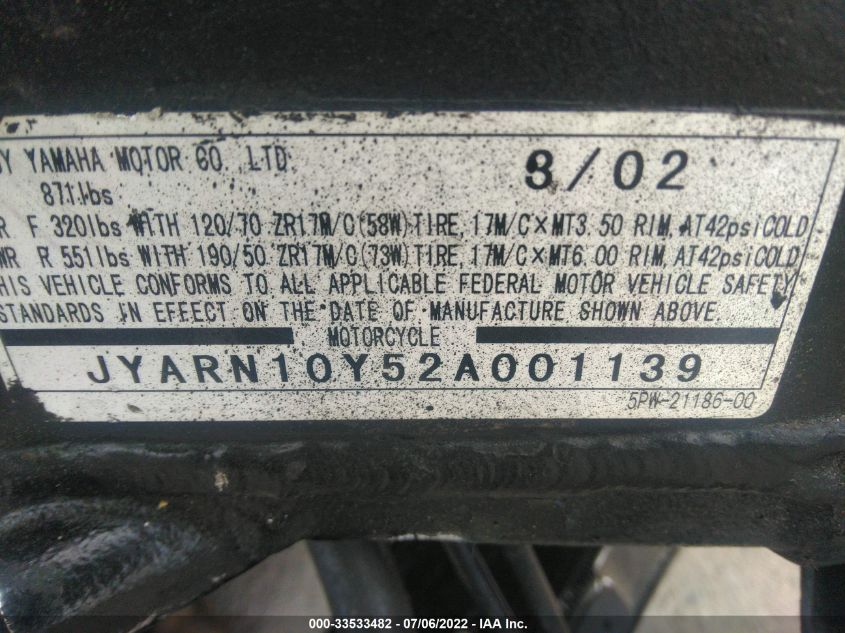 BY YAMAHA MOTOR CO. LTD. 3/02
871lbs
R F 320lbs WITH 120/70 ZR17M/C(58W)TIRE, 17M/C×MT3.50 RIM, AT42psiCOLD
WR R 551lbs WITH 190/50 ZR17M/C(73W)TIRE, 17M/C×MT6.00 RIM, AT42psiCOLD
HIS VEHICLE CONFORMS TO ALL APPLICABLE FEDERAL MOTOR VEHICLE SAFETY
STANDARDS IN EFFECT ON THE DATE OF MANUFACTURE SHOWN ABOVE.
MOTORCYCLE
JYARN10Y52A001139
5PW-21186-00
000-33533482 - 07/06/2022 - IAA Inc.